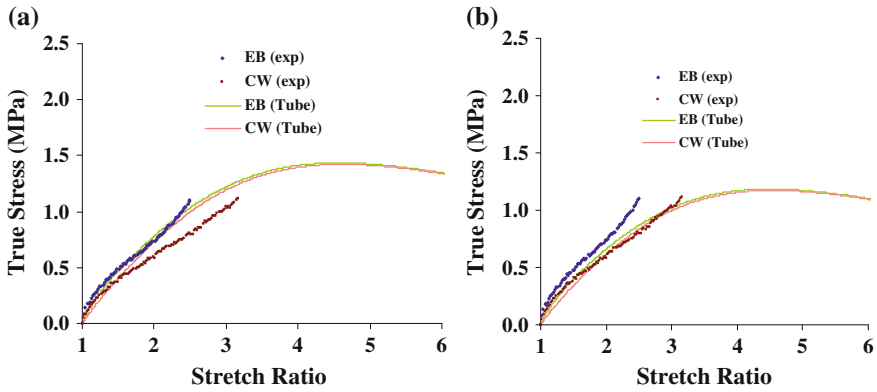 (a)
2.5
2.0
1.5
1.0
0.5
0.0
True Stress (MPa)
EB (exp)
CW (exp)
EB (Tube)
CW (Tube)
1 2 3 4 5 6
Stretch Ratio
(b)
2.5
2.0
1.5
1.0
0.5
0.0
True Stress (MPa)
EB (exp)
CW (exp)
EB (Tube)
CW (Tube)
1 2 3 4 5 6
Stretch Ratio